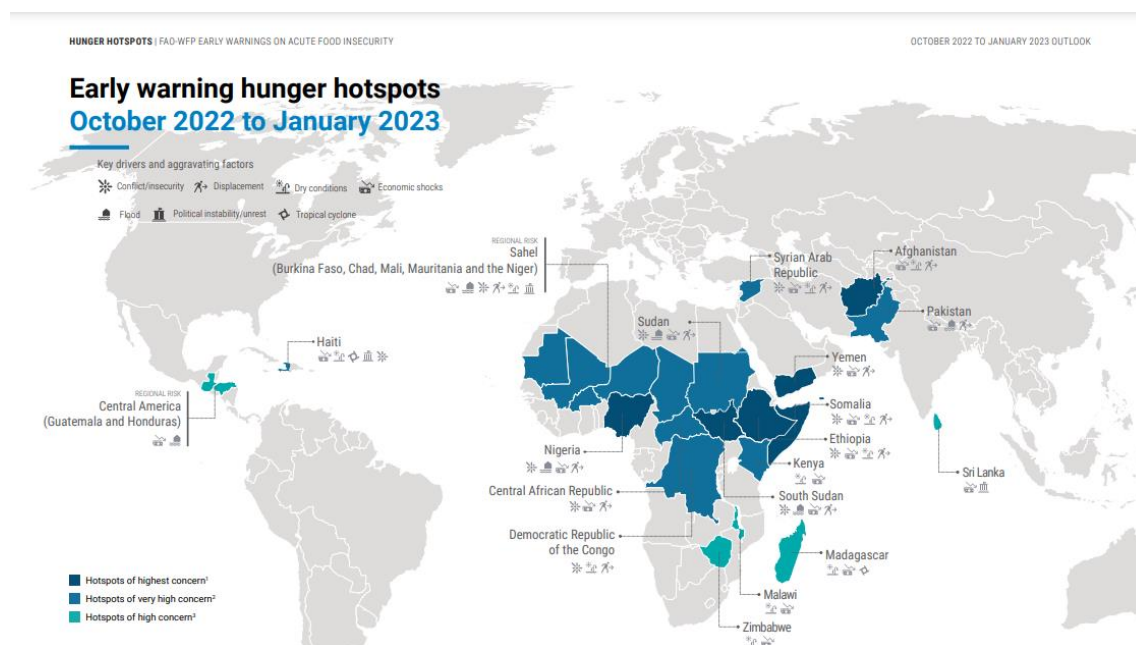 HUNGER HOTSPOTS | FAO-WFP EARLY WARNINGS ON ACUTE FOOD INSECURITY
OCTOBER 2022 TO JANUARY 2023 OUTLOOK
Early warning hunger hotspots
October 2022 to January 2023
Key drivers and aggravating factors
Conflict/insecurity Displacement Dry conditions Economic shocks
Flood Political instability/unrest Tropical cyclone
REGIONAL RISK
Sahel
(Burkina Faso, Chad, Mali, Mauritania and the Niger)
Syrian Arab
Republic
Afghanistan
Pakistan
Sudan
Haiti
Yemen
REGIONAL RISK
Central America
(Guatemala and Honduras)
Somalia
Ethiopia
Nigeria
Kenya
Sri Lanka
Central African Republic
South Sudan
Democratic Republic
of the Congo
Madagascar
Malawi
Zimbabwe
Hotspots of highest concern¹
Hotspots of very high concern²
Hotspots of high concern³